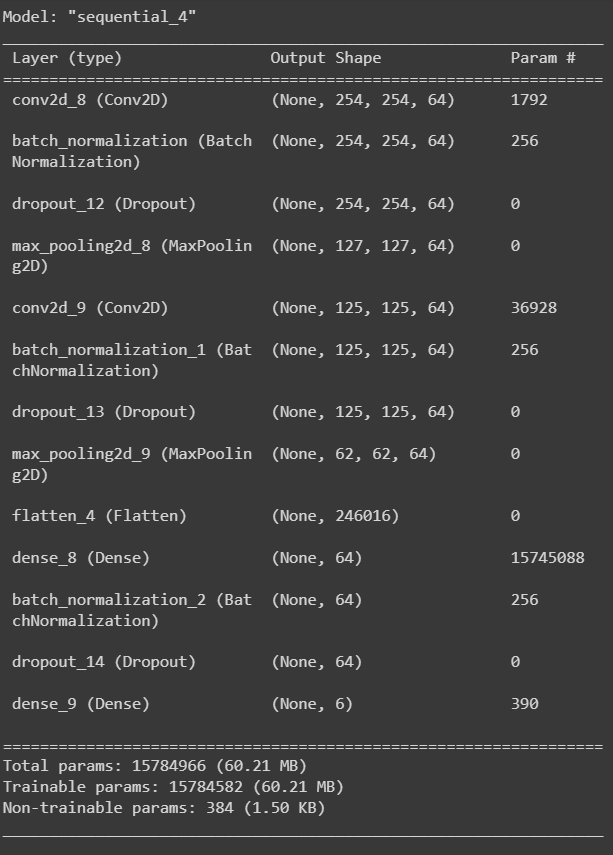 Model: "sequential_4"
Layer (type) Output Shape Param #
conv2d_8 (Conv2D) (None, 254, 254, 64) 1792
batch_normalization (Batch (None, 254, 254, 64) 256
Normalization)
dropout_12 (Dropout) (None, 254, 254, 64) 0
max_pooling2d_8 (MaxPoolin (None, 127, 127, 64) 0
g2D)
conv2d_9 (Conv2D) (None, 125, 125, 64) 36928
batch_normalization_1 (Bat (None, 125, 125, 64) 256
chNormalization)
dropout_13 (Dropout) (None, 125, 125, 64) 0
max_pooling2d_9 (MaxPoolin (None, 62, 62, 64) 0
g2D)
flatten_4 (Flatten) (None, 246016) 0
dense_8 (Dense) (None, 64) 15745088
batch_normalization_2 (Bat (None, 64) 256
chNormalization)
dropout_14 (Dropout) (None, 64) 0
dense_9 (Dense) (None, 6) 390
Total params: 15784966 (60.21 MB)
Trainable params: 15784582 (60.21 MB)
Non-trainable params: 384 (1.50 KB)